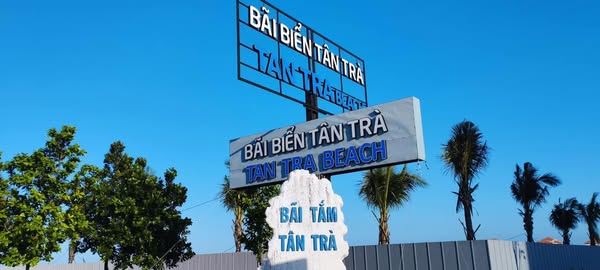 BÃI BIỂN TÂN TRÀ
TAN TRA BEACH
BÃI BIỂN TÂN TRÀ
TAN TRA BEACH
BÃI TẮM
TÂN TRÀ